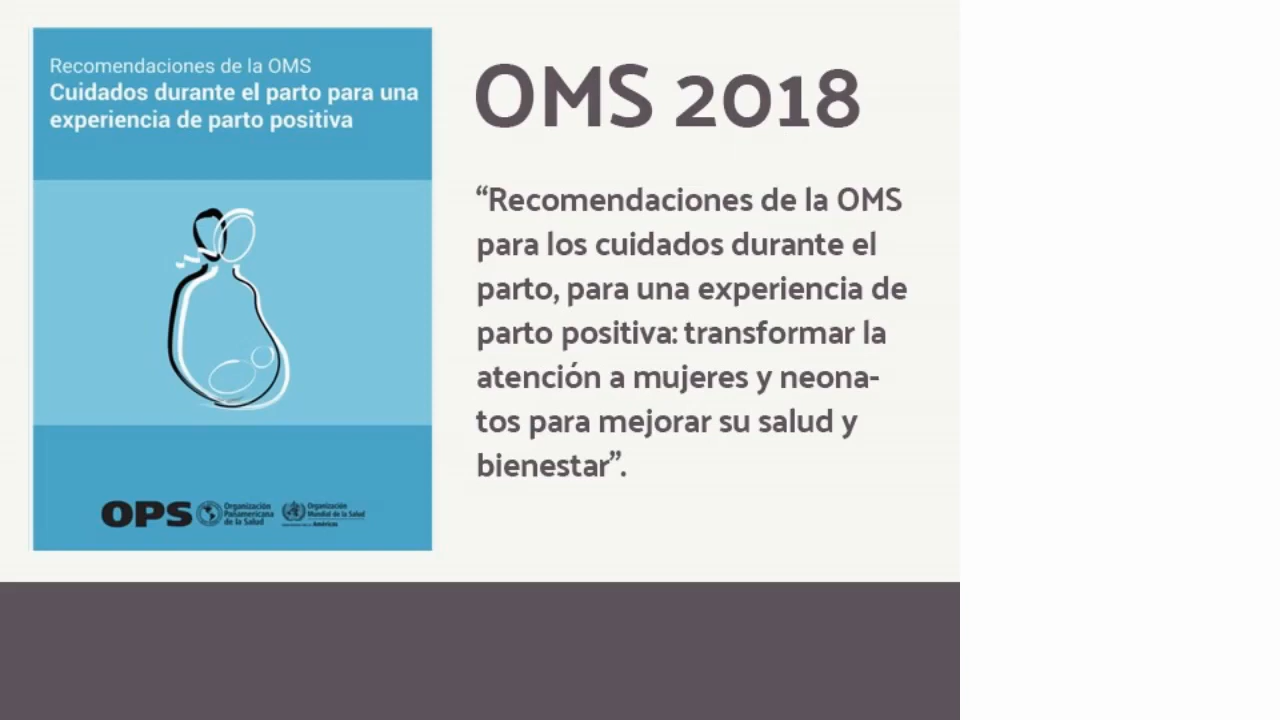 Recomendaciones de la OMS
Cuidados durante el parto para una
experiencia de parto positiva
OPS
Organización
Panamericana
de la Salud
Organización
Mundial de la Salud
Américas
OMS 2018
“Recomendaciones de la OMS
para los cuidados durante el
parto, para una experiencia de
parto positiva: transformar la
atención a mujeres y neona-
tos para mejorar su salud y
bienestar”.